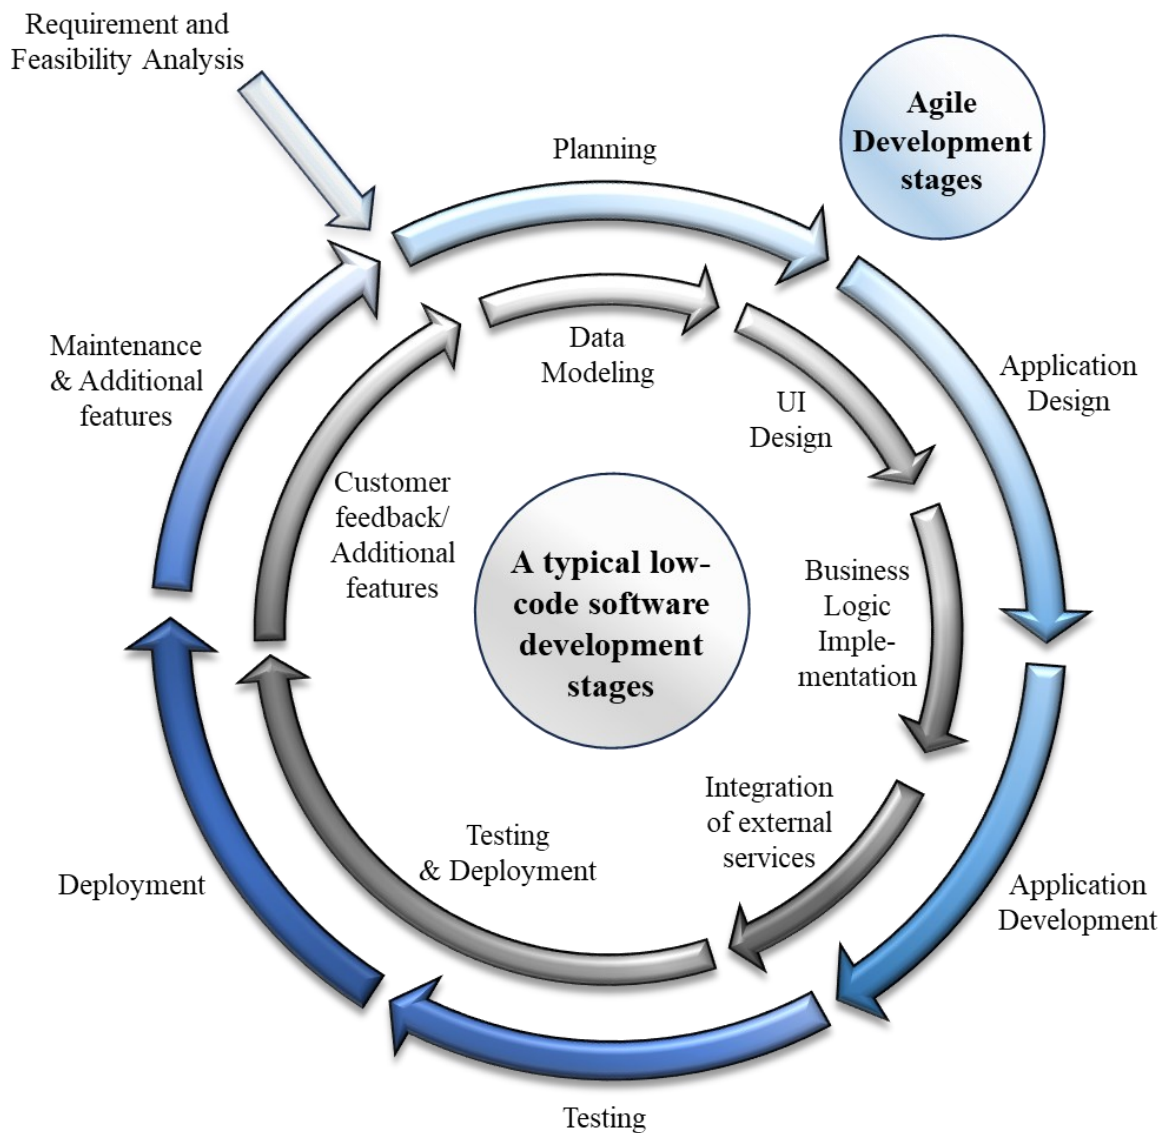 Requirement and
Feasibility Analysis
Agile
Development
stages
Planning
Data
Modeling
UI
Design
Application
Design
Maintenance
& Additional
features
Customer
feedback/
Additional
features
A typical low-
code software
development
stages
Business
Logic
Imple-
mentation
Integration
of external
services
Testing
& Deployment
Deployment
Application
Development
Testing